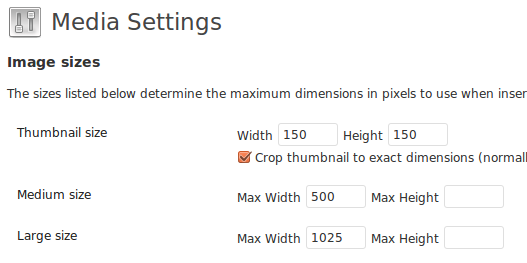 Media Settings
Image sizes
The sizes listed below determine the maximum dimensions in pixels to use when
Thumbnail size Width 150 Height 150
Crop thumbnail to exact dimensions
Medium size Max Width 500 Max Height
Large size Max Width 1025 Max Height